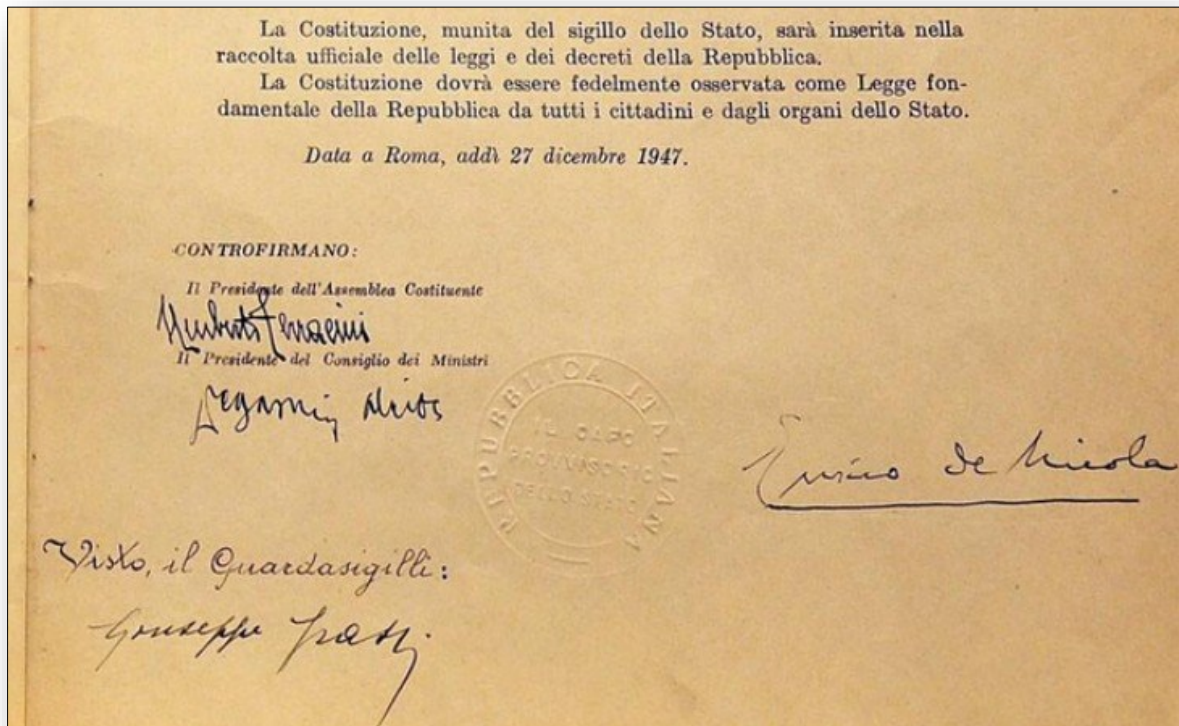 La Costituzione, munita del sigillo dello Stato, sarà inserita nella
raccolta ufficiale delle leggi e dei decreti della Repubblica.
La Costituzione dovrà essere fedelmente osservata come Legge fon-
damentale della Repubblica da tutti i cittadini e dagli organi dello Stato.
Data a Roma, addì 27 dicembre 1947.
CONTROFIRMANO:
Il Presidente dell'Assemblea Costituente
Umberto Terracini
Il Presidente del Consiglio dei Ministri
REPUBBLICA ITALIANA
IL CAPO
PROVVISORIO
DELLO STATO
Enrico de Nicola
Visto, il Guardasigilli:
Giuseppe Grassi